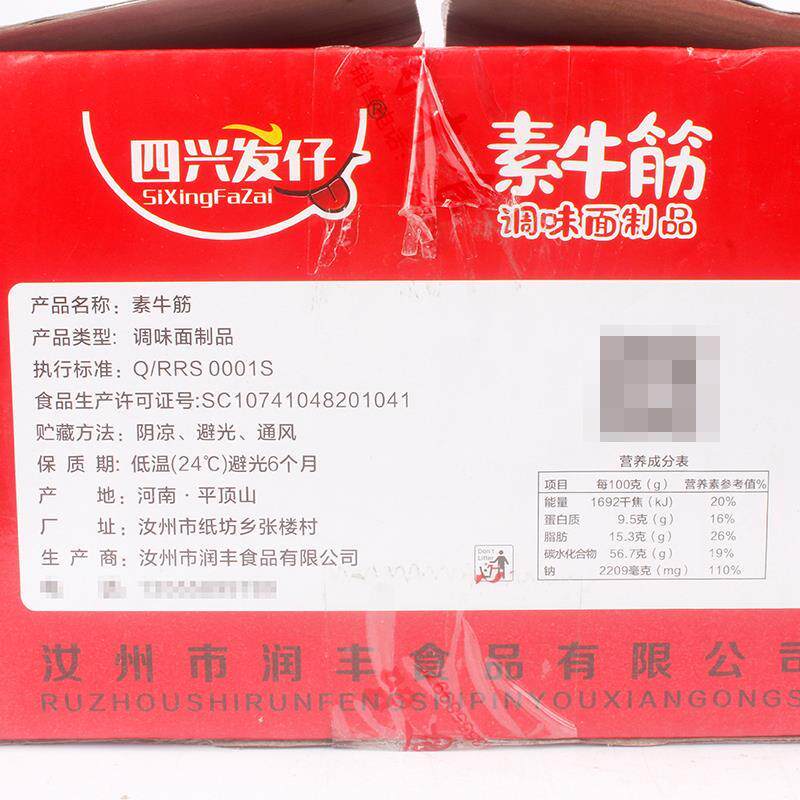 四兴发仔
SiXingFaZai
素牛筋
调味面制品
产品名称: 素牛筋
产品类型: 调味面制品
执行标准: Q/RRS 0001S
食品生产许可证号:SC10741048201041
贮藏方法: 阴凉、避光、通风
保 质 期: 低温(24℃)避光6个月
产 地: 河南·平顶山
厂 址: 汝州市纸坊乡张楼村
生 产 商: 汝州市润丰食品有限公司
Don't Litter
营养成分表
项目 每100克(g) 营养素参考值%
能量 1692千焦(kJ) 20%
蛋白质 9.5克(g) 16%
脂肪 15.3克(g) 26%
碳水化合物 56.7克(g) 19%
钠 2209毫克(mg) 110%
汝州市润丰食品有限公司
RUZHOUSHIRUNFENGSHIPINYOUXIANGONGS